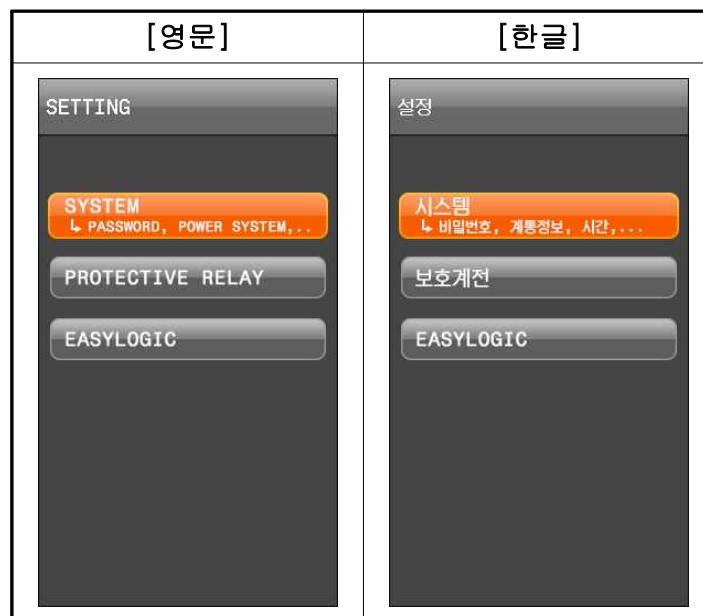 [영문]
[한글]
SETTING
SYSTEM
↳ PASSWORD, POWER SYSTEM,..
PROTECTIVE RELAY
EASYLOGIC
설정
시스템
↳ 비밀번호, 계통정보, 시간,...
보호계전
EASYLOGIC